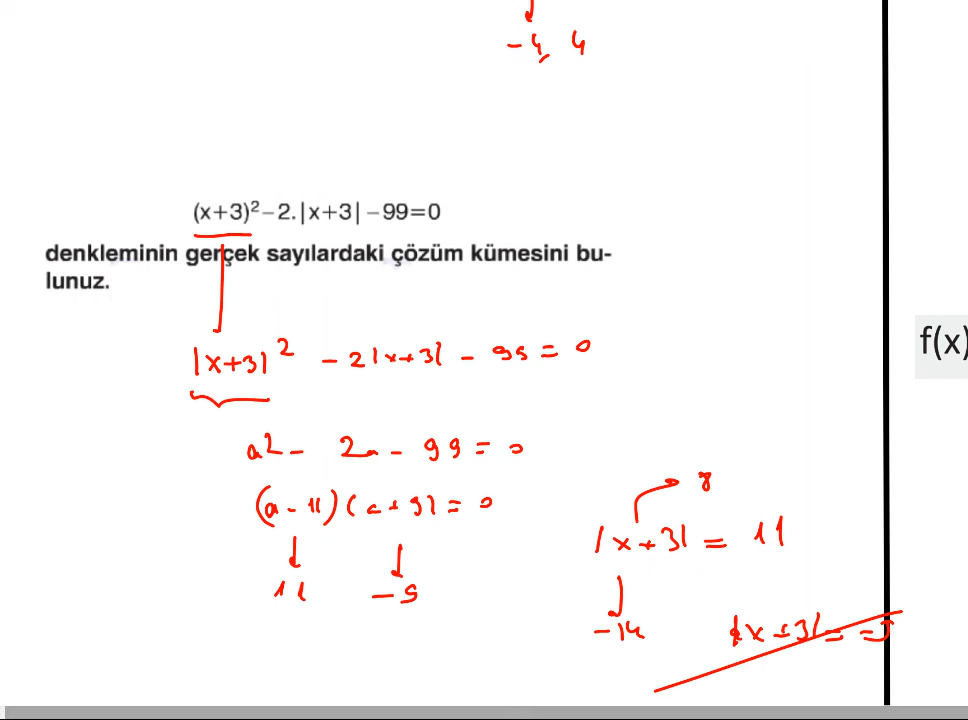 -4, 4
(x+3)²-2.|x+3|-99=0
denkleminin gerçek sayılardaki çözüm kümesini bu-
lunuz.
|x+3|² - 2|x+3| - 99 = 0
a² - 2a - 99 = 0
(a-11)(a+9) = 0
11 -9
8
|x+3| = 11
-14
|x+3| = -9
f(x)